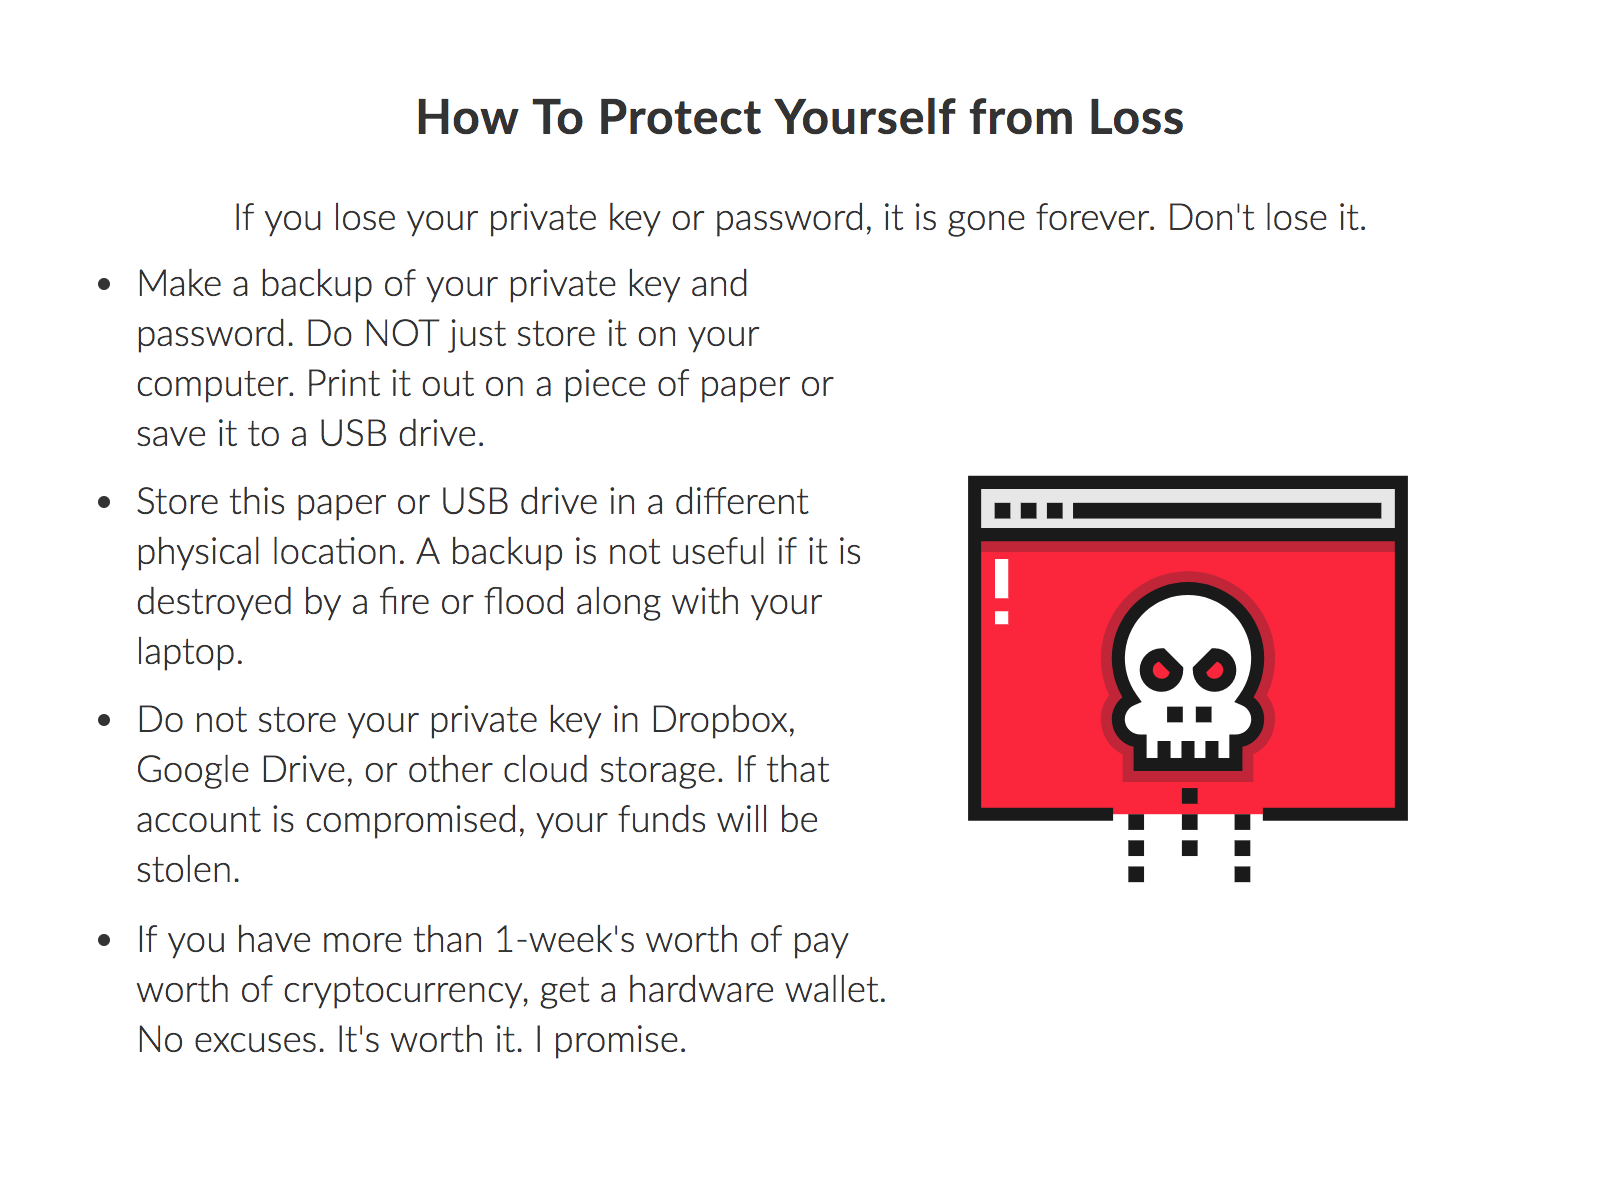 How To Protect Yourself from Loss
If you lose your private key or password, it is gone forever. Don't lose it.
• Make a backup of your private key and
password. Do NOT just store it on your
computer. Print it out on a piece of paper or
save it to a USB drive.
• Store this paper or USB drive in a different
physical location. A backup is not useful if it is
destroyed by a fire or flood along with your
laptop.
• Do not store your private key in Dropbox,
Google Drive, or other cloud storage. If that
account is compromised, your funds will be
stolen.
• If you have more than 1-week's worth of pay
worth of cryptocurrency, get a hardware wallet.
No excuses. It's worth it. I promise.
!